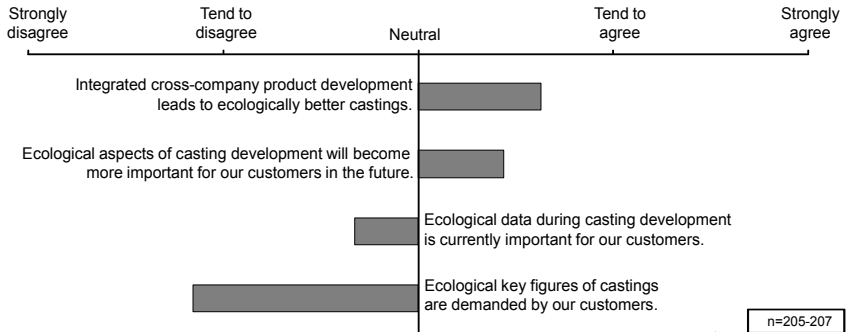 Strongly disagree
Tend to disagree
Neutral
Tend to agree
Strongly agree
Integrated cross-company product development
leads to ecologically better castings.
Ecological aspects of casting development will become
more important for our customers in the future.
Ecological data during casting development
is currently important for our customers.
Ecological key figures of castings
are demanded by our customers.
n=205-207